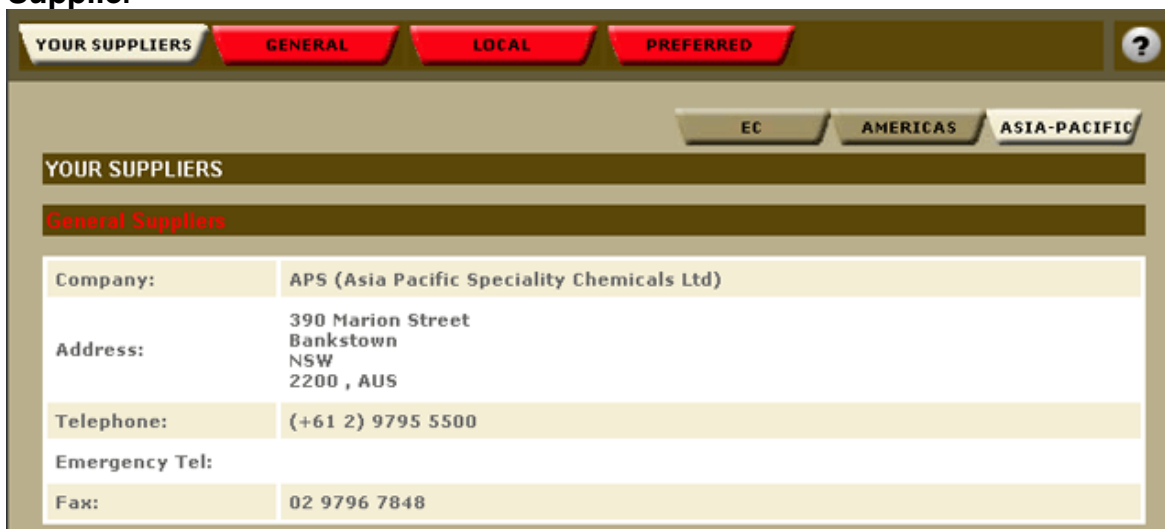 Supplier
YOUR SUPPLIERS GENERAL LOCAL PREFERRED ?
EC AMERICAS ASIA-PACIFIC
YOUR SUPPLIERS
General Suppliers
Company: APS (Asia Pacific Speciality Chemicals Ltd)
Address: 390 Marion Street
Bankstown
NSW
2200 , AUS
Telephone: (+61 2) 9795 5500
Emergency Tel:
Fax: 02 9796 7848